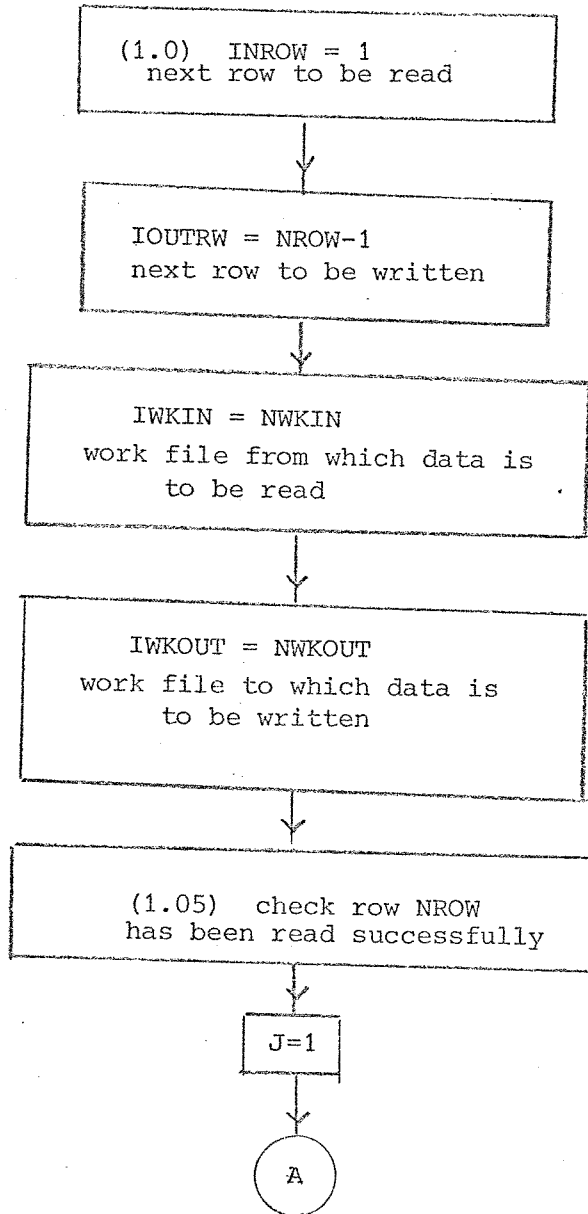 (1.0) INROW = 1
next row to be read
IOUTRW = NROW-1
next row to be written
IWKIN = NWKIN
work file from which data is
to be read
IWKOUT = NWKOUT
work file to which data is
to be written
(1.05) check row NROW
has been read successfully
J=1
A